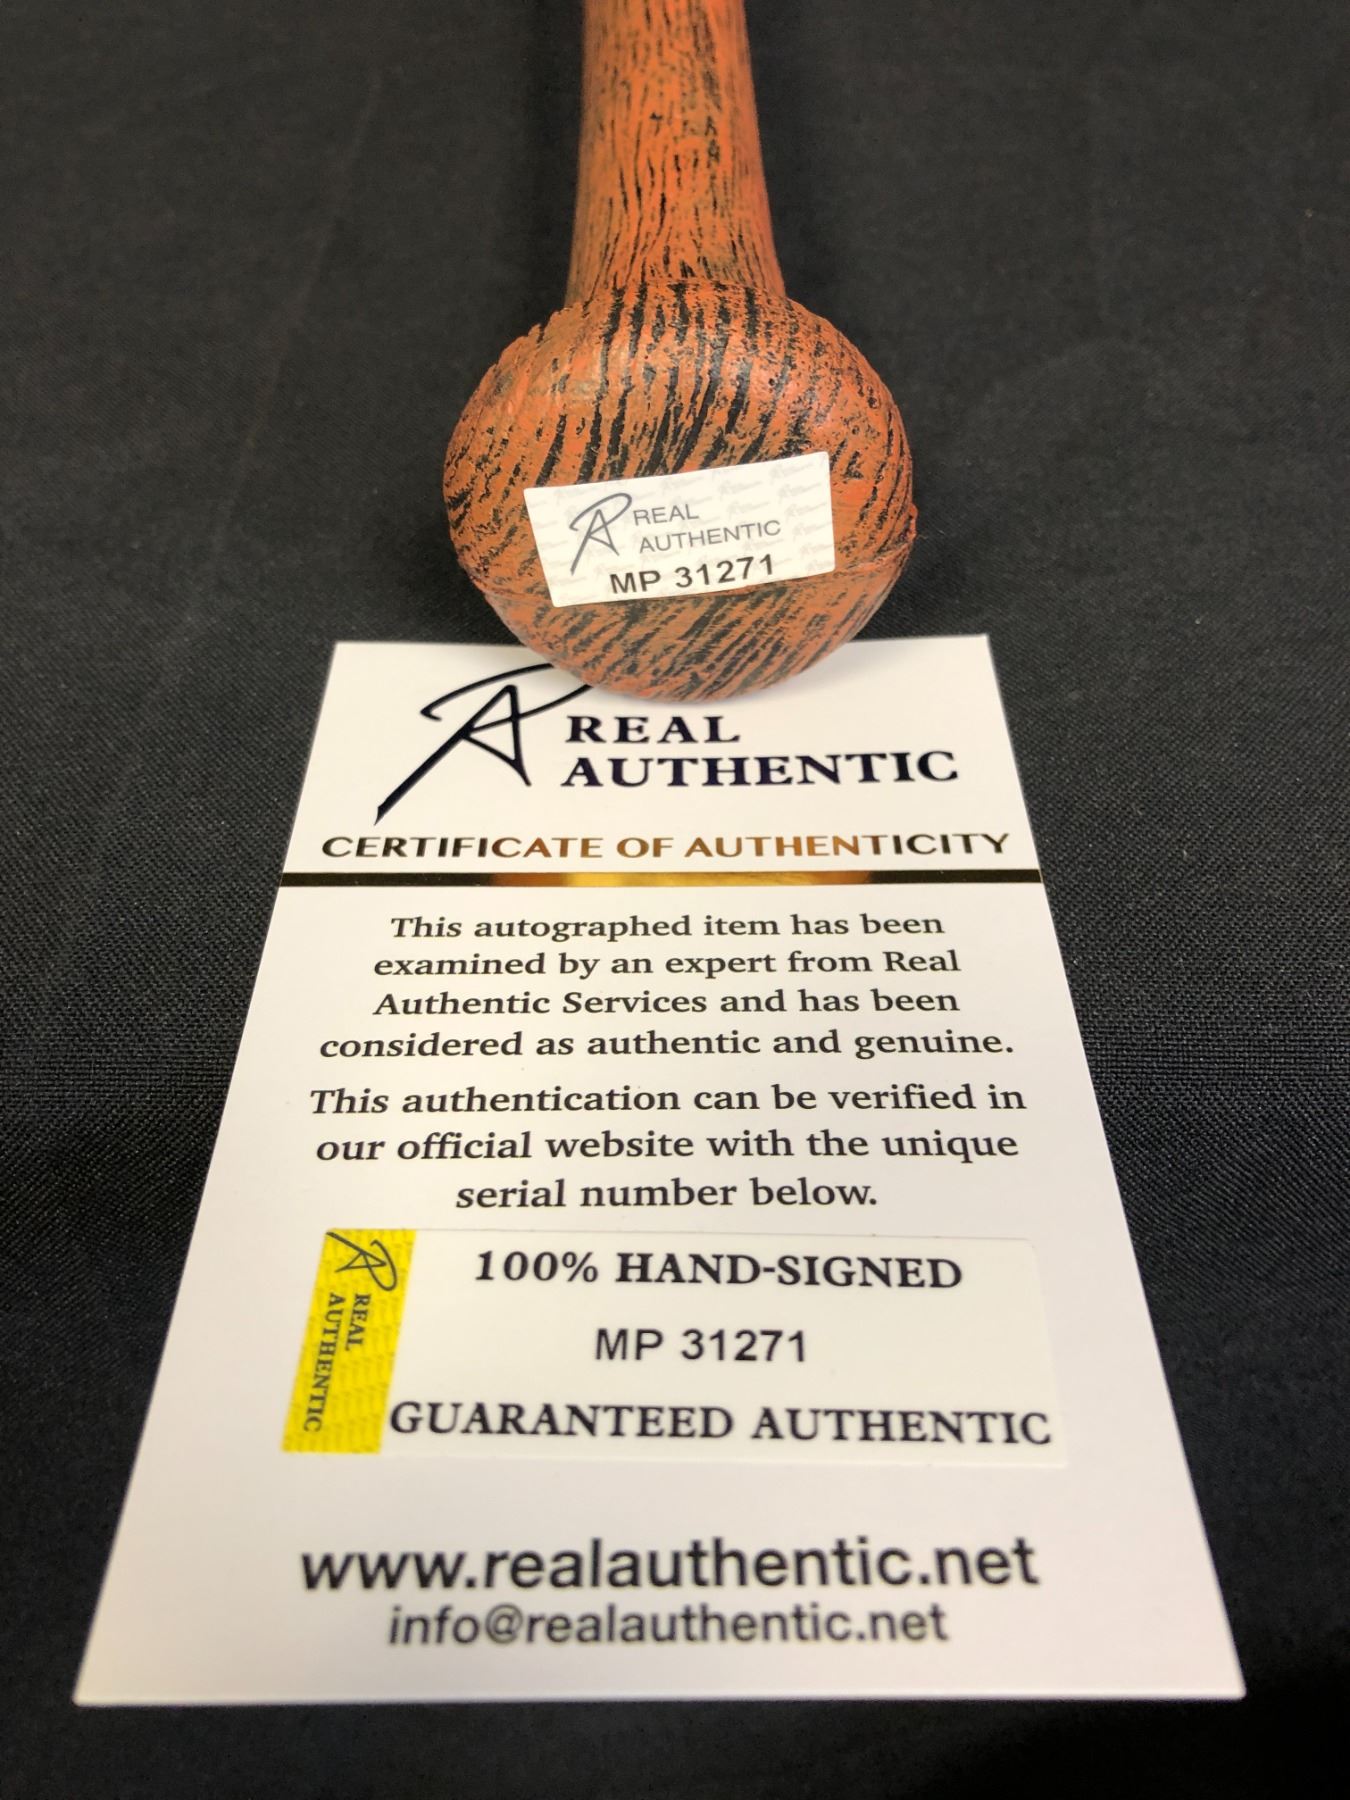 REAL
AUTHENTIC
MP 31271
REAL
AUTHENTIC
CERTIFICATE OF AUTHENTICITY
This autographed item has been
examined by an expert from Real
Authentic Services and has been
considered as authentic and genuine.
This authentication can be verified in
our official website with the unique
serial number below.
REAL
AUTHENTIC
100% HAND-SIGNED
MP 31271
GUARANTEED AUTHENTIC
www.realauthentic.net
info@realauthentic.net